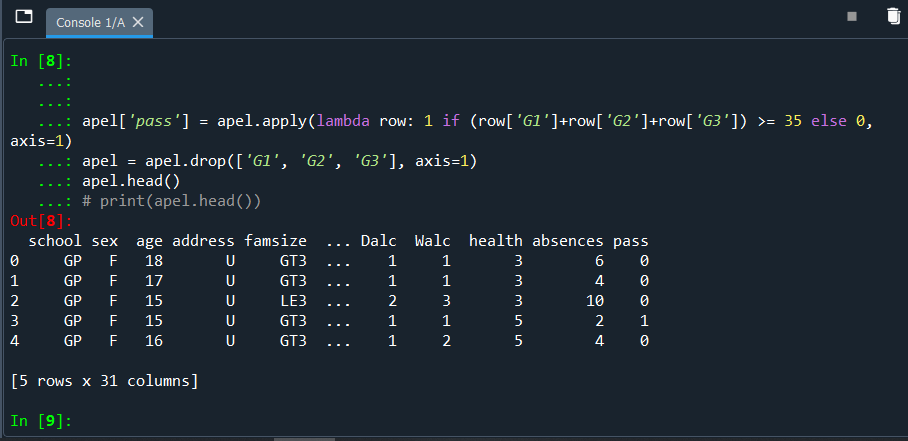 Console 1/A
In [8]:
...:
...:
...: apel['pass'] = apel.apply(lambda row: 1 if (row['G1']+row['G2']+row['G3']) >= 35 else 0,
axis=1)
...: apel = apel.drop(['G1', 'G2', 'G3'], axis=1)
...: apel.head()
...: # print(apel.head())
Out[8]:
school sex age address famsize ... Dalc Walc health absences pass
0 GP F 18 U GT3 ... 1 1 3 6 0
1 GP F 17 U GT3 ... 1 1 3 4 0
2 GP F 15 U LE3 ... 2 3 3 10 0
3 GP F 15 U GT3 ... 1 1 5 2 1
4 GP F 16 U GT3 ... 1 2 5 4 0
[5 rows x 31 columns]
In [9]: